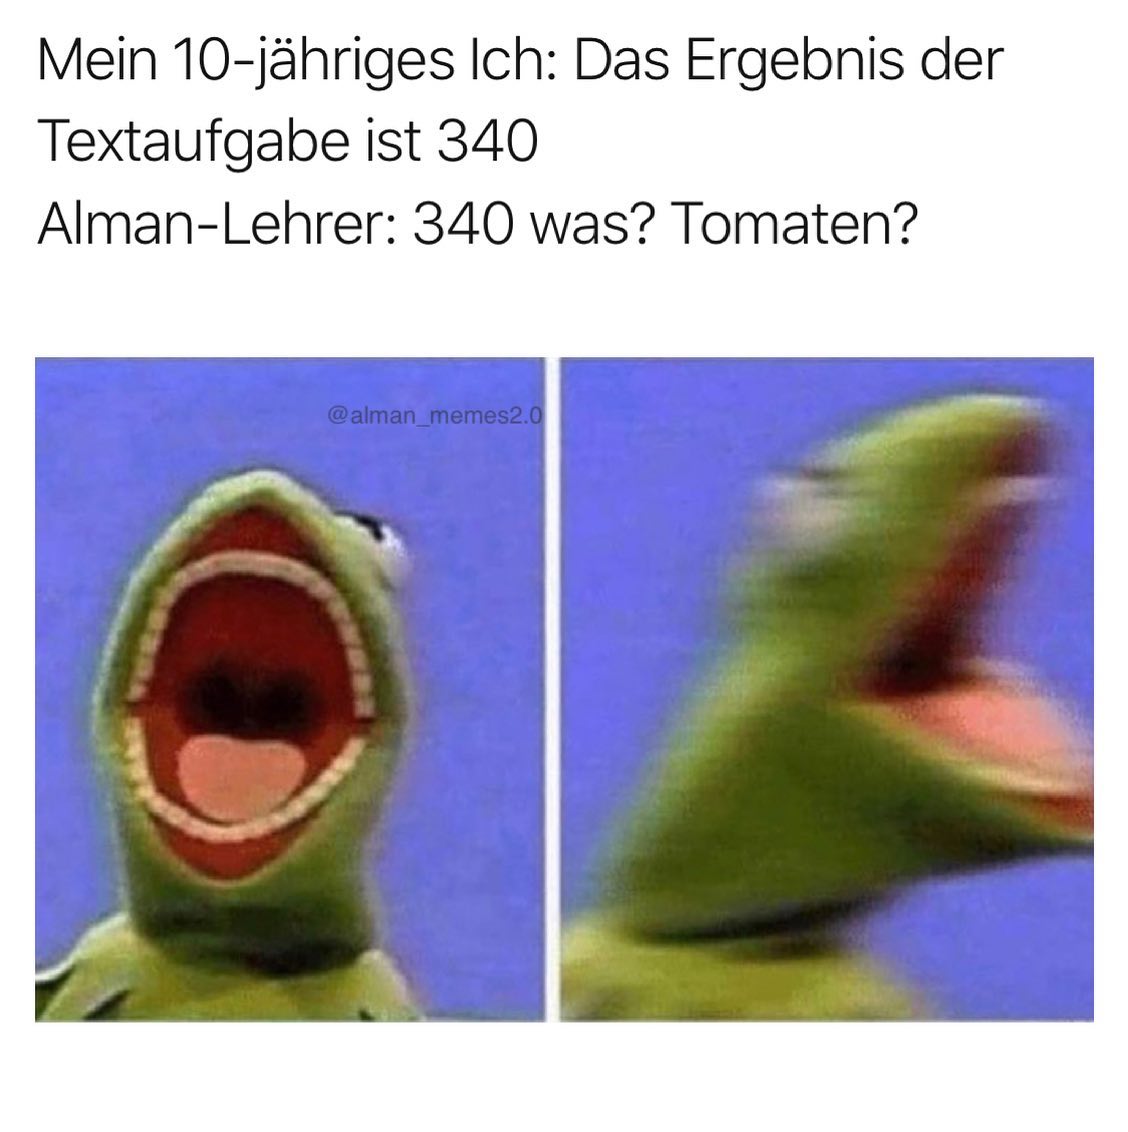 Mein 10-jähriges Ich: Das Ergebnis der
Textaufgabe ist 340
Alman-Lehrer: 340 was? Tomaten?
@alman_memes2.0